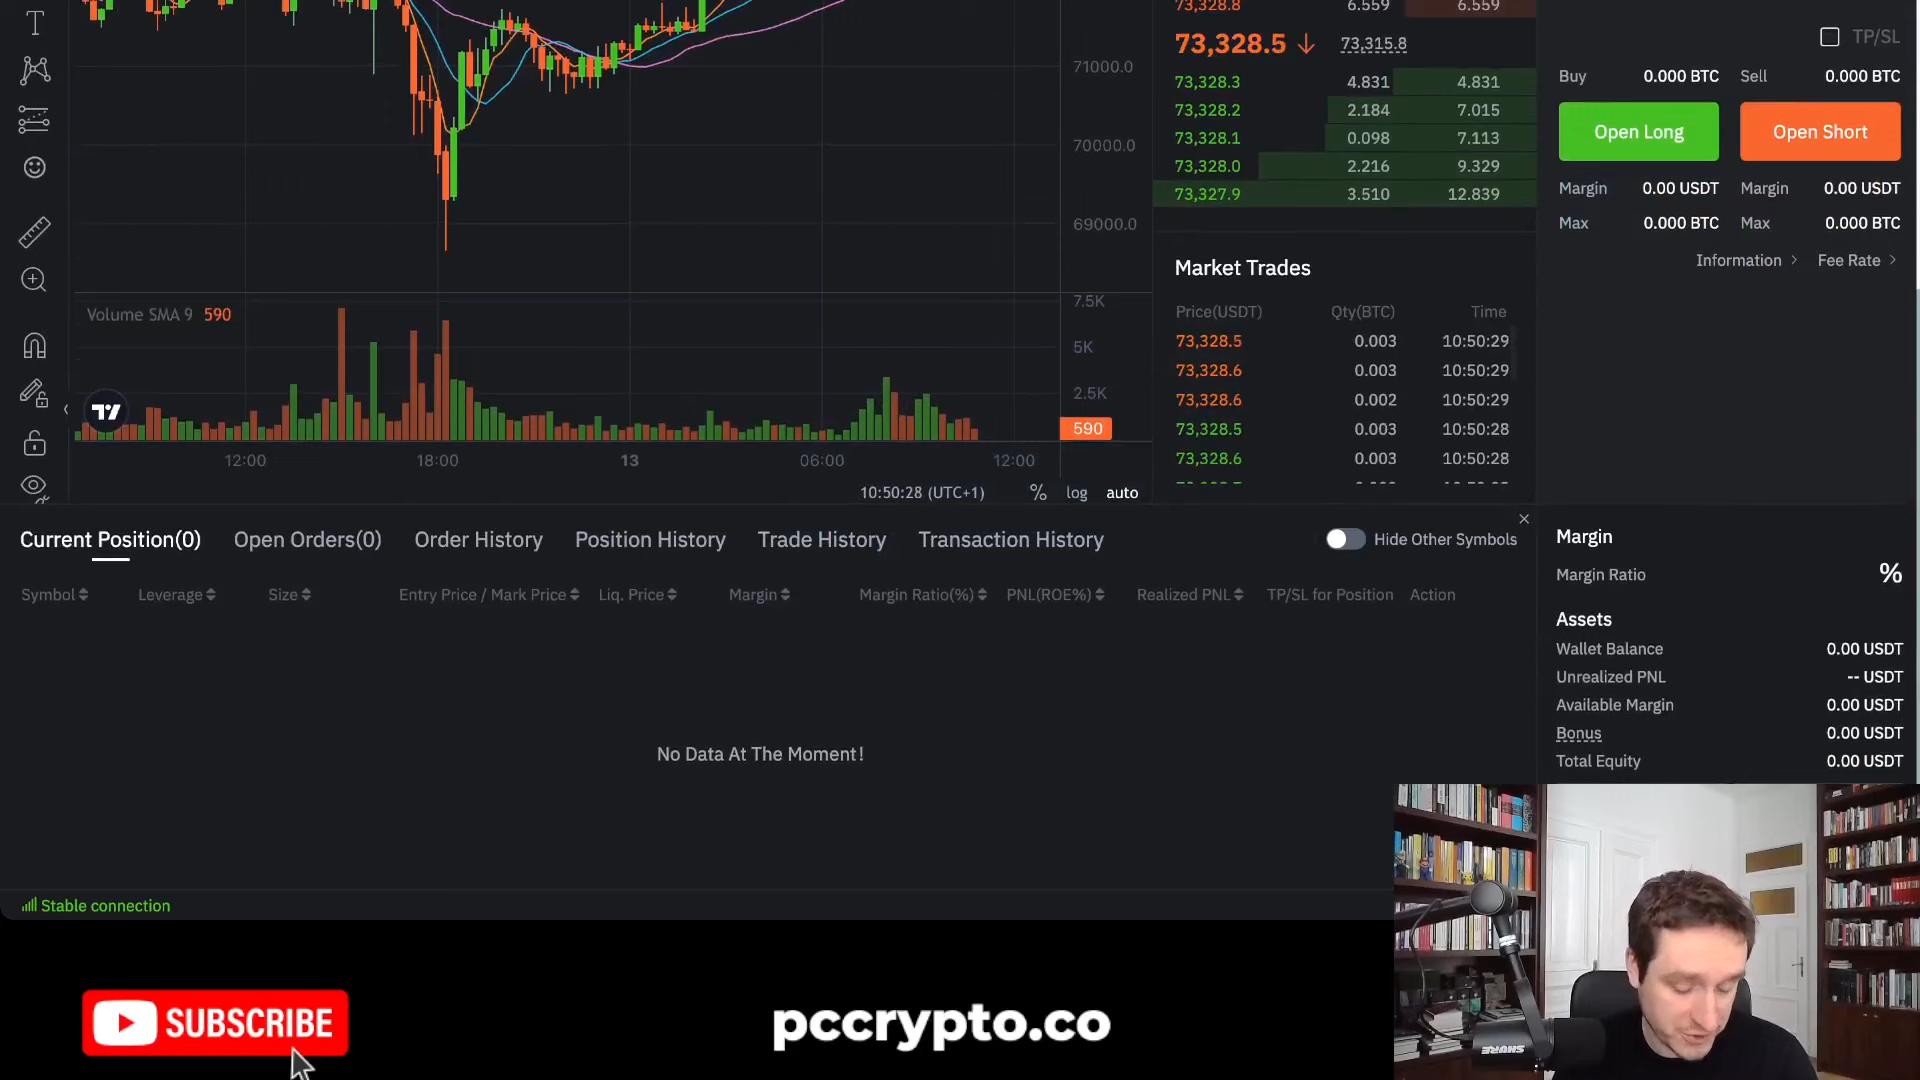 73,328.8 6.559 6.559
73,328.5 73,315.8
73,328.3 4.831 4.831
73,328.2 2.184 7.015
73,328.1 0.098 7.113
73,328.0 2.216 9.329
73,327.9 3.510 12.839
TP/SL
Buy 0.000 BTC Sell 0.000 BTC
Open Long Open Short
Margin 0.00 USDT Margin 0.00 USDT
Max 0.000 BTC Max 0.000 BTC
Information > Fee Rate >
71000.0
70000.0
69000.0
Volume SMA 9 590
7.5K
5K
2.5K
590
12:00 18:00 13 06:00 12:00
10:50:28 (UTC+1) % log auto
Market Trades
Price(USDT) Qty(BTC) Time
73,328.5 0.003 10:50:29
73,328.6 0.003 10:50:29
73,328.6 0.002 10:50:29
73,328.5 0.003 10:50:28
73,328.6 0.003 10:50:28
Current Position(0) Open Orders(0) Order History Position History Trade History Transaction History Hide Other Symbols
Symbol Leverage Size Entry Price / Mark Price Liq. Price Margin Margin Ratio(%) PNL(ROE%) Realized PNL TP/SL for Position Action
No Data At The Moment!
Margin
Margin Ratio %
Assets
Wallet Balance 0.00 USDT
Unrealized PNL -- USDT
Available Margin 0.00 USDT
Bonus 0.00 USDT
Total Equity 0.00 USDT
Stable connection
SUBSCRIBE
pccrypto.co
SHURE